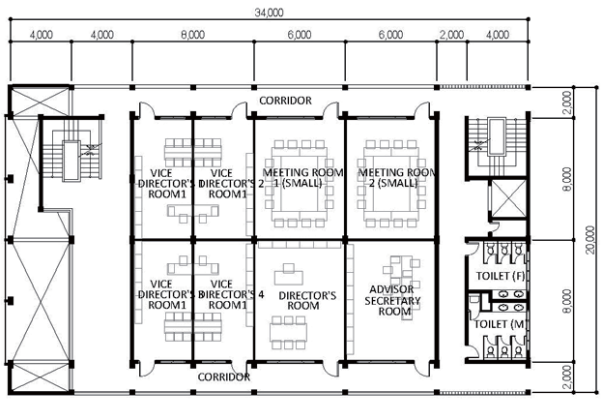 34,000
4,000 4,000 8,000 6,000 6,000 2,000 4,000
CORRIDOR
2,000
VICE
DIRECTOR'S
ROOM1
VICE
DIRECTOR'S 2
ROOM1
MEETING ROOM
1 (SMALL)
MEETING ROOM
2 (SMALL)
8,000
20,000
VICE
DIRECTOR'S 3
ROOM1
VICE
DIRECTOR'S 4
ROOM1
DIRECTOR'S
ROOM
ADVISOR
SECRETARY
ROOM
TOILET (F)
TOILET (M)
8,000
CORRIDOR
2,000